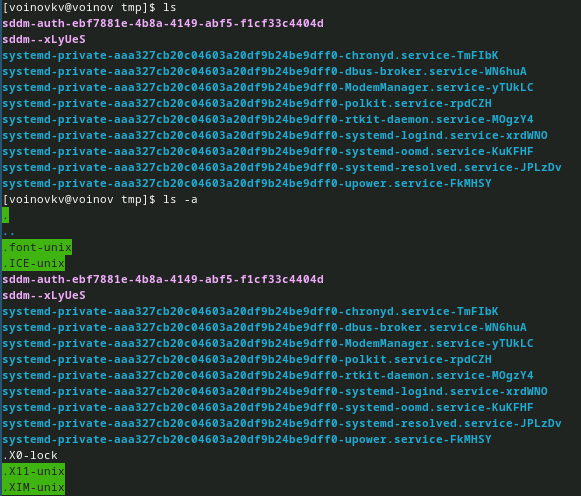 [voinovkv@voinov tmp]$ ls
sddm-auth-ebf7881e-4b8a-4149-abf5-f1cf33c4404d
sddm--xLyUeS
systemd-private-aaa327cb20c04603a20df9b24be9dff0-chronyd.service-TmFIbK
systemd-private-aaa327cb20c04603a20df9b24be9dff0-dbus-broker.service-WN6huA
systemd-private-aaa327cb20c04603a20df9b24be9dff0-ModemManager.service-yTUkLC
systemd-private-aaa327cb20c04603a20df9b24be9dff0-polkit.service-rpdCZH
systemd-private-aaa327cb20c04603a20df9b24be9dff0-rtkit-daemon.service-MOgzY4
systemd-private-aaa327cb20c04603a20df9b24be9dff0-systemd-logind.service-xrdWNO
systemd-private-aaa327cb20c04603a20df9b24be9dff0-systemd-oomd.service-KuKFHF
systemd-private-aaa327cb20c04603a20df9b24be9dff0-systemd-resolved.service-JPLzDv
systemd-private-aaa327cb20c04603a20df9b24be9dff0-upower.service-FkMHSY
[voinovkv@voinov tmp]$ ls -a
.
..
.font-unix
.ICE-unix
sddm-auth-ebf7881e-4b8a-4149-abf5-f1cf33c4404d
sddm--xLyUeS
systemd-private-aaa327cb20c04603a20df9b24be9dff0-chronyd.service-TmFIbK
systemd-private-aaa327cb20c04603a20df9b24be9dff0-dbus-broker.service-WN6huA
systemd-private-aaa327cb20c04603a20df9b24be9dff0-ModemManager.service-yTUkLC
systemd-private-aaa327cb20c04603a20df9b24be9dff0-polkit.service-rpdCZH
systemd-private-aaa327cb20c04603a20df9b24be9dff0-rtkit-daemon.service-MOgzY4
systemd-private-aaa327cb20c04603a20df9b24be9dff0-systemd-logind.service-xrdWNO
systemd-private-aaa327cb20c04603a20df9b24be9dff0-systemd-oomd.service-KuKFHF
systemd-private-aaa327cb20c04603a20df9b24be9dff0-systemd-resolved.service-JPLzDv
systemd-private-aaa327cb20c04603a20df9b24be9dff0-upower.service-FkMHSY
.X0-lock
.X11-unix
.XIM-unix